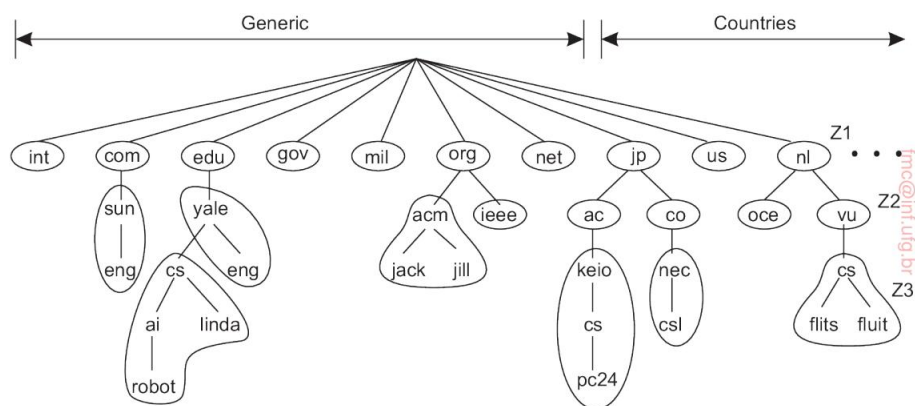 Generic Countries
int com edu gov mil org net jp us nl Z1
sun yale acm ieee ac co oce vu Z2
eng cs eng jack jill keio nec cs Z3
ai linda cs csl flits fluit
robot pc24
fmc@inf.ufg.br